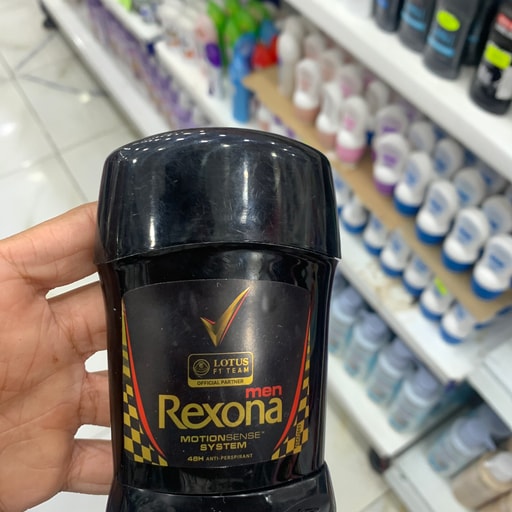 LOTUS
F1 TEAM
OFFICIAL PARTNER
men
Rexona
MOTIONSENSE™
SYSTEM
48H ANTI-PERSPIRANT